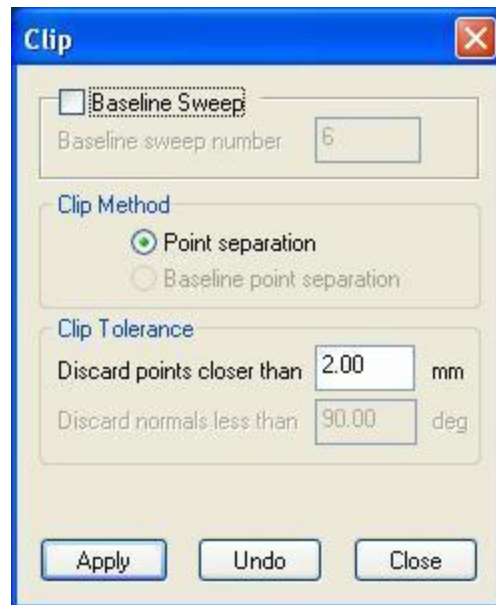 Clip
Baseline Sweep
Baseline sweep number 6
Clip Method
Point separation
Baseline point separation
Clip Tolerance
Discard points closer than 2.00 mm
Discard normals less than 90.00 deg
Apply Undo Close